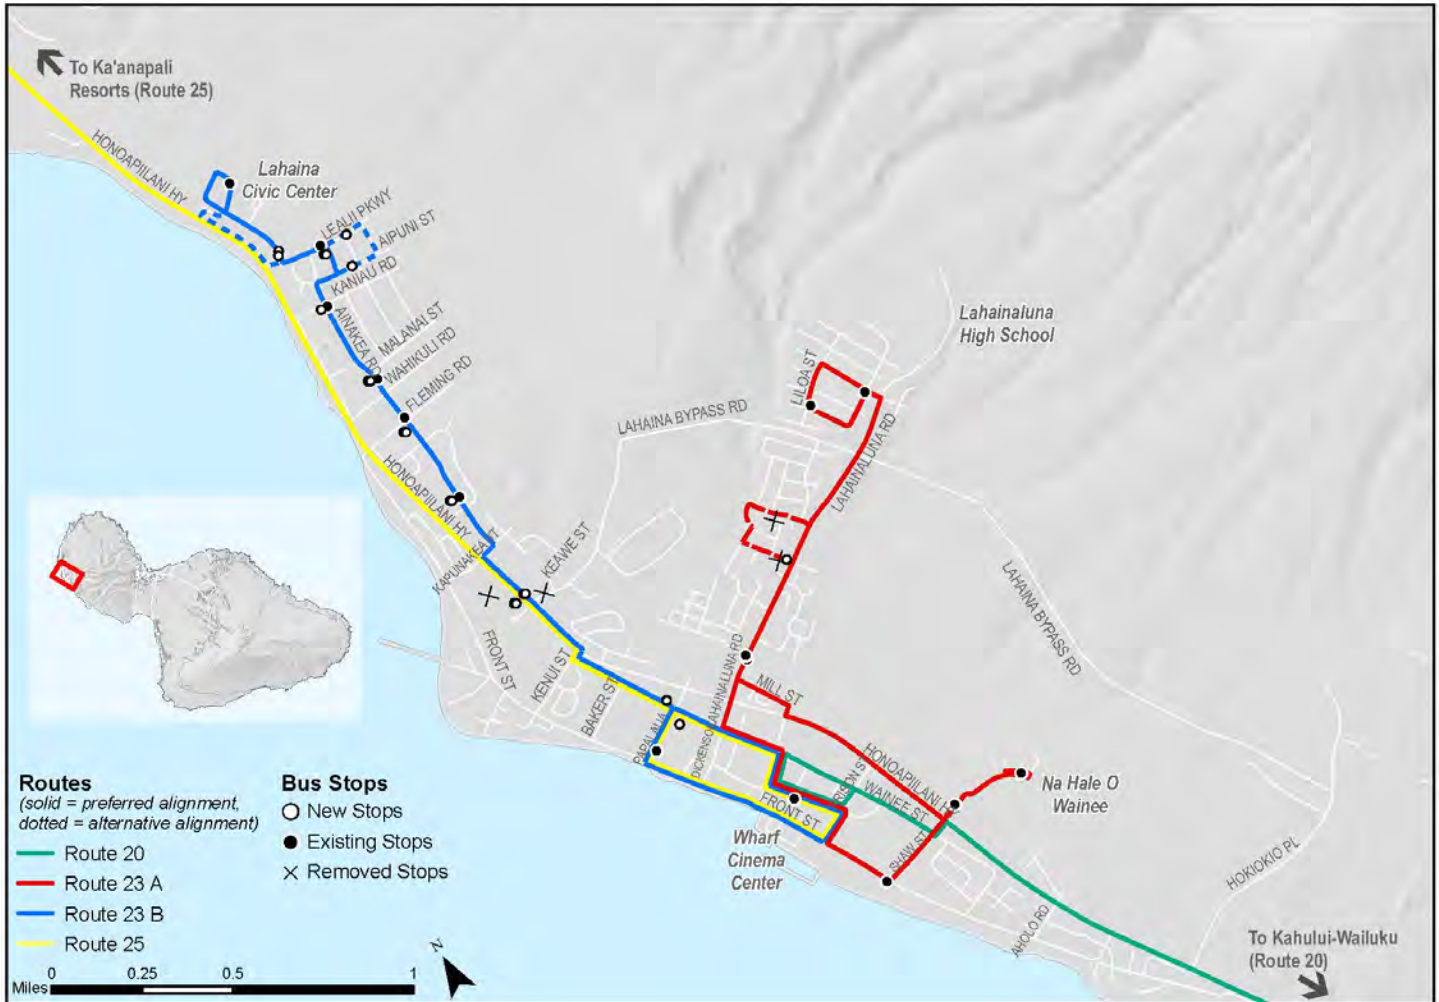 To Ka'anapali
Resorts (Route 25)
HONOAPIILANI HY
Lahaina
Civic Center
LEALII PKWY
AIPUNI ST
KANIAU RD
AINAKEA RD
MALANAI ST
WAHIKULI RD
FLEMING RD
Lahainaluna
High School
LILOA ST
LAHAINA BYPASS RD
LAHAINALUNA RD
HONOAPIILANI HY
KAPUNAKEA ST
KEAWE ST
LAHAINA BYPASS RD
FRONT ST
KENUI ST
BAKER ST
LAHAINALUNA RD
MILL ST
PAPALAUA
DICKENSON
HONOAPIILANI H
WAINEE ST
FRONT ST
SHAW ST
Na Hale O
Wainee
Wharf
Cinema
Center
AHOLO RD
HOKIOKIO PL
To Kahului-Wailuku
(Route 20)
Routes
(solid = preferred alignment,
dotted = alternative alignment)
Route 20
Route 23 A
Route 23 B
Route 25
Bus Stops
New Stops
Existing Stops
Removed Stops
N
0 0.25 0.5 1
Miles